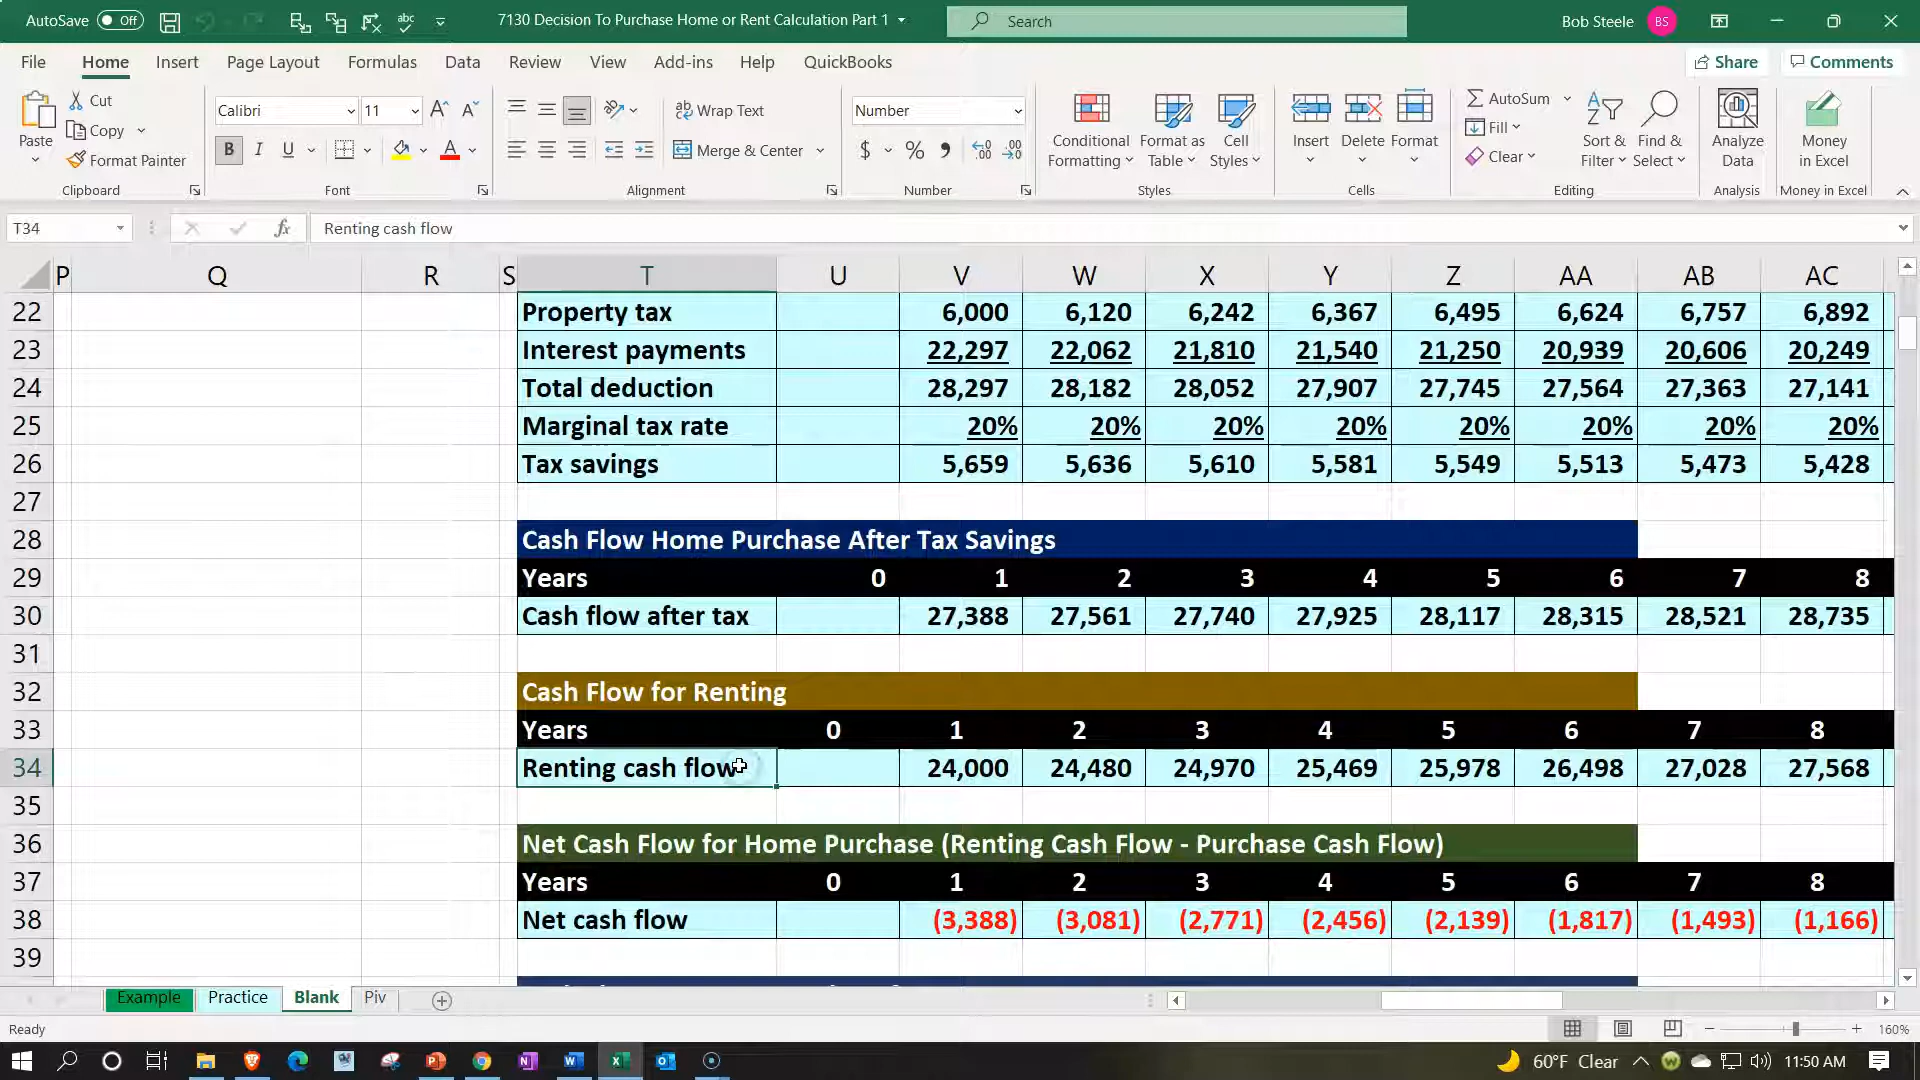 AutoSave Off 7130 Decision To Purchase Home or Rent Calculation Part 1 Search Bob Steele BS
File Home Insert Page Layout Formulas Data Review View Add-ins Help QuickBooks Share Comments
Paste Cut Copy Format Painter
Calibri 11 B I U A A
Wrap Text Merge & Center
Number $ %
Conditional Formatting Format as Table Cell Styles
Insert Delete Format
AutoSum Fill Clear Sort & Filter Find & Select
Analyze Data Money in Excel
Clipboard Font Alignment Number Styles Cells Editing Analysis Money in Excel
T34 fx Renting cash flow
P Q R S T U V W X Y Z AA AB AC
22 Property tax 6,000 6,120 6,242 6,367 6,495 6,624 6,757 6,892
23 Interest payments 22,297 22,062 21,810 21,540 21,250 20,939 20,606 20,249
24 Total deduction 28,297 28,182 28,052 27,907 27,745 27,564 27,363 27,141
25 Marginal tax rate 20% 20% 20% 20% 20% 20% 20% 20%
26 Tax savings 5,659 5,636 5,610 5,581 5,549 5,513 5,473 5,428
27
28 Cash Flow Home Purchase After Tax Savings
29 Years 0 1 2 3 4 5 6 7 8
30 Cash flow after tax 27,388 27,561 27,740 27,925 28,117 28,315 28,521 28,735
31
32 Cash Flow for Renting
33 Years 0 1 2 3 4 5 6 7 8
34 Renting cash flow 24,000 24,480 24,970 25,469 25,978 26,498 27,028 27,568
35
36 Net Cash Flow for Home Purchase (Renting Cash Flow - Purchase Cash Flow)
37 Years 0 1 2 3 4 5 6 7 8
38 Net cash flow (3,388) (3,081) (2,771) (2,456) (2,139) (1,817) (1,493) (1,166)
39
Example Practice Blank Piv
Ready 160%
60°F Clear 11:50 AM